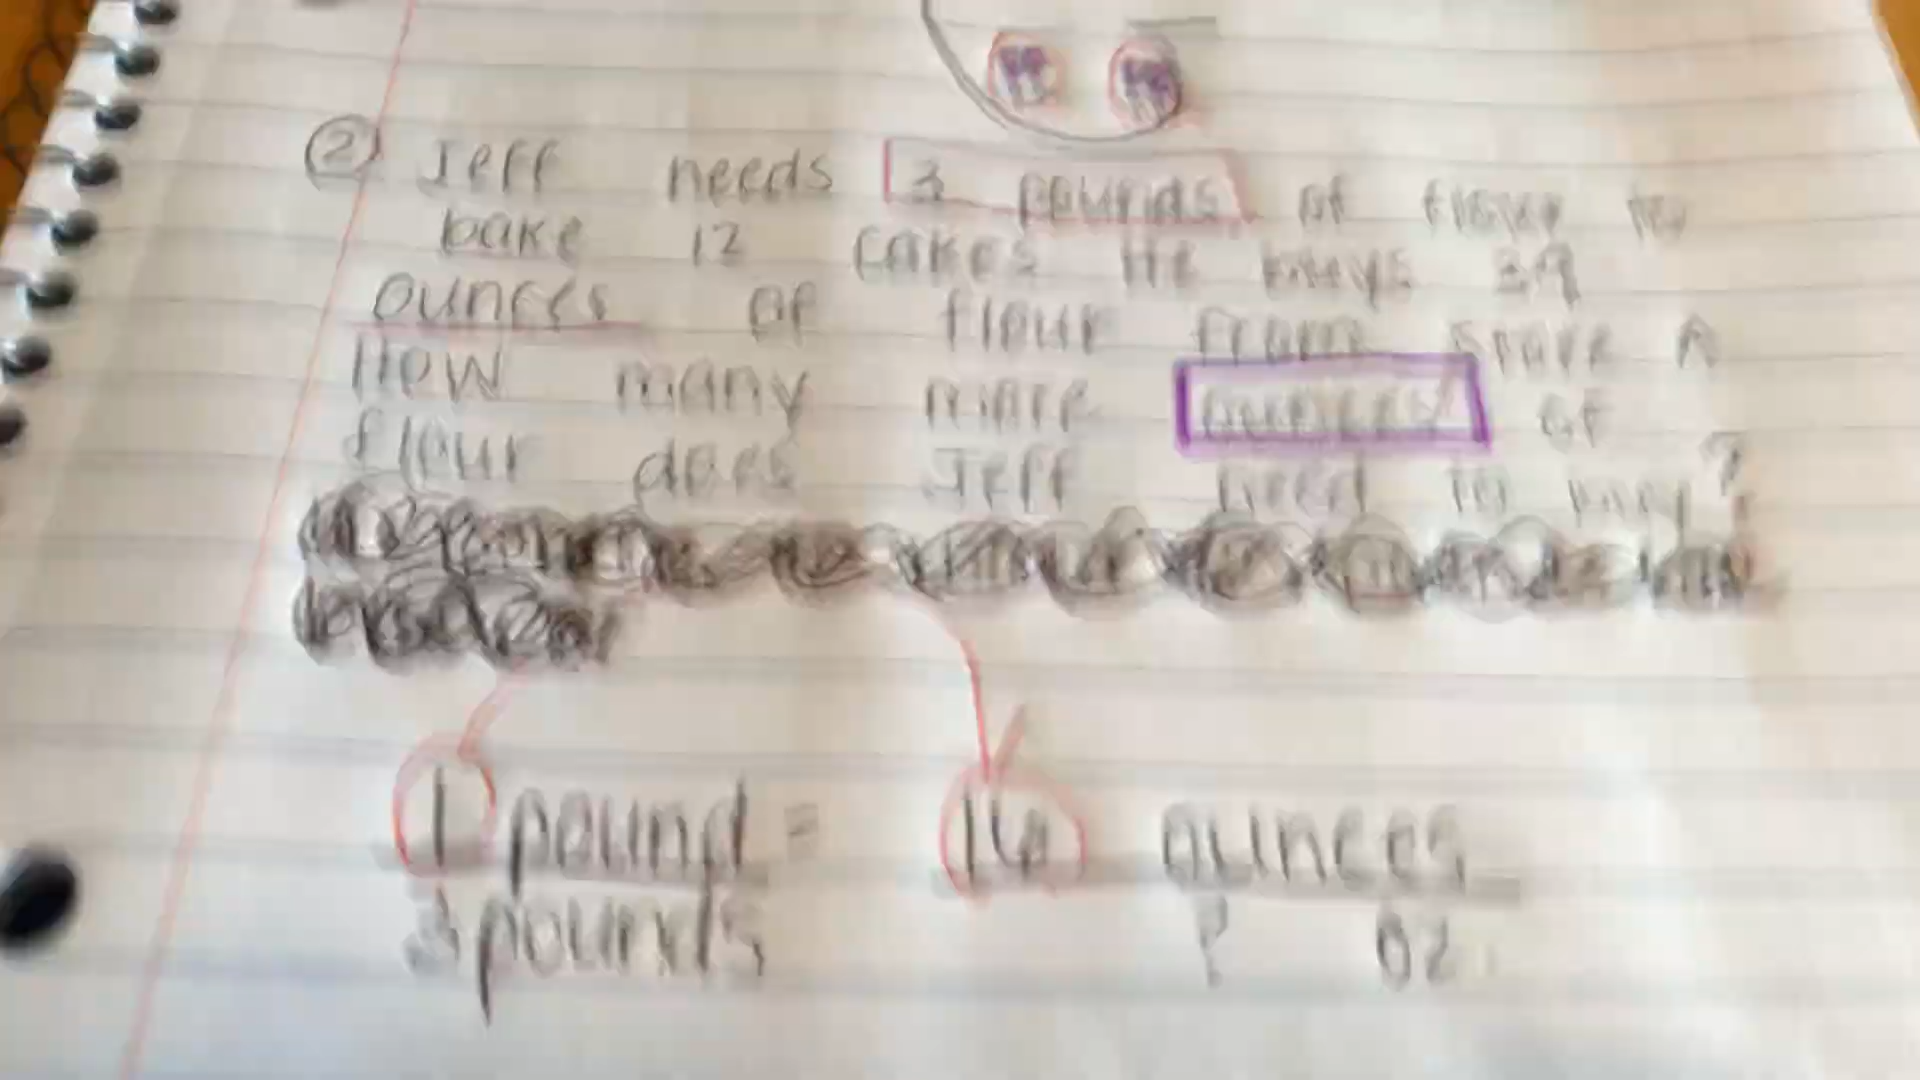 2 Jeff needs 3 pounds of flour to
bake 12 cakes He buys 39
ounces of flour from store A
How many more ounces of
flour does Jeff need to buy?
1 pound = 16 ounces
3 pounds ? oz.